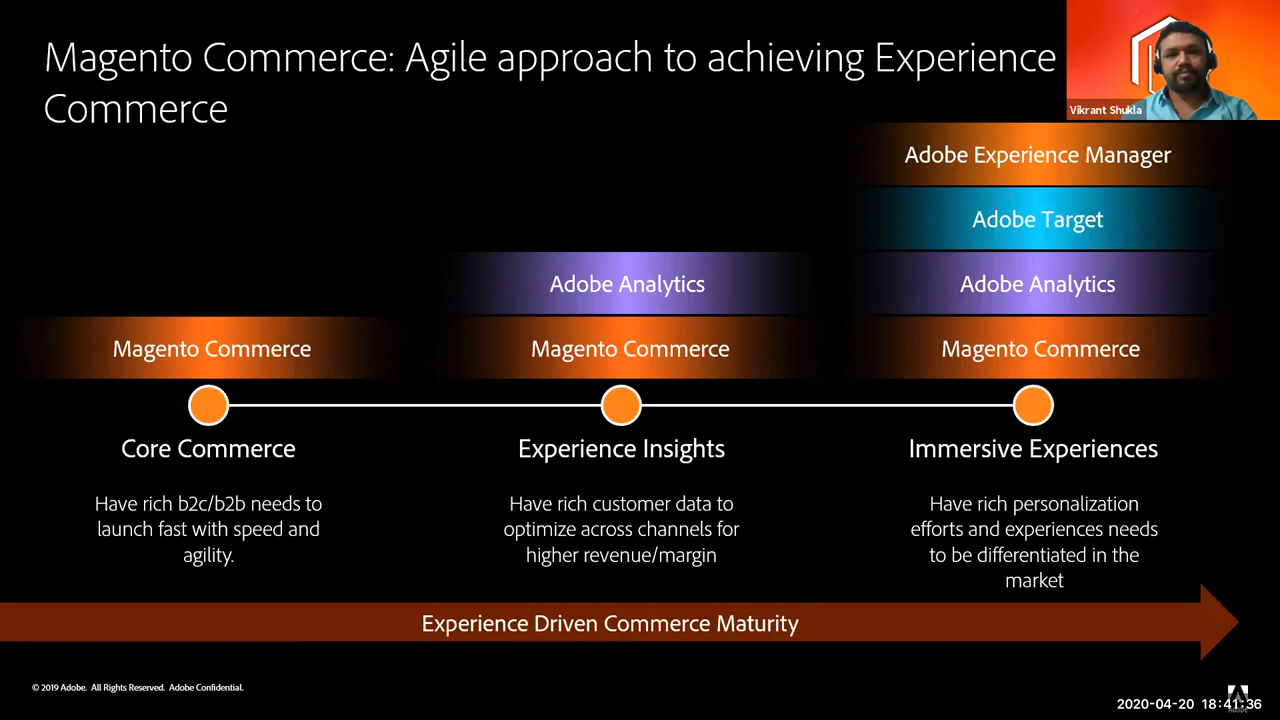 Magento Commerce: Agile approach to achieving Experience
Commerce
Vikrant Shukla
Adobe Experience Manager
Adobe Target
Adobe Analytics
Adobe Analytics
Magento Commerce
Magento Commerce
Magento Commerce
Core Commerce
Have rich b2c/b2b needs to
launch fast with speed and
agility.
Experience Insights
Have rich customer data to
optimize across channels for
higher revenue/margin
Immersive Experiences
Have rich personalization
efforts and experiences needs
to be differentiated in the
market
Experience Driven Commerce Maturity
© 2019 Adobe. All Rights Reserved. Adobe Confidential.
Adobe
2020-04-20 18:41:36